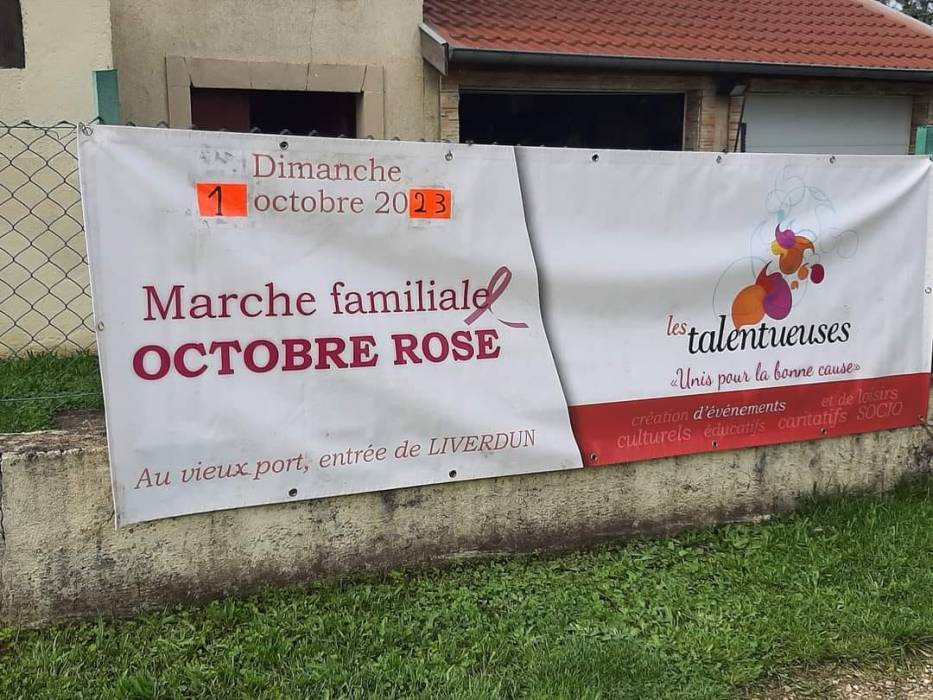 Dimanche
1 octobre 2023
Marche familiale
OCTOBRE ROSE
Au vieux port, entrée de LIVERDUN
les talentueuses
«Unis pour la bonne cause»
création d'événements et de loisirs
culturels éducatifs caritatifs SOCIO